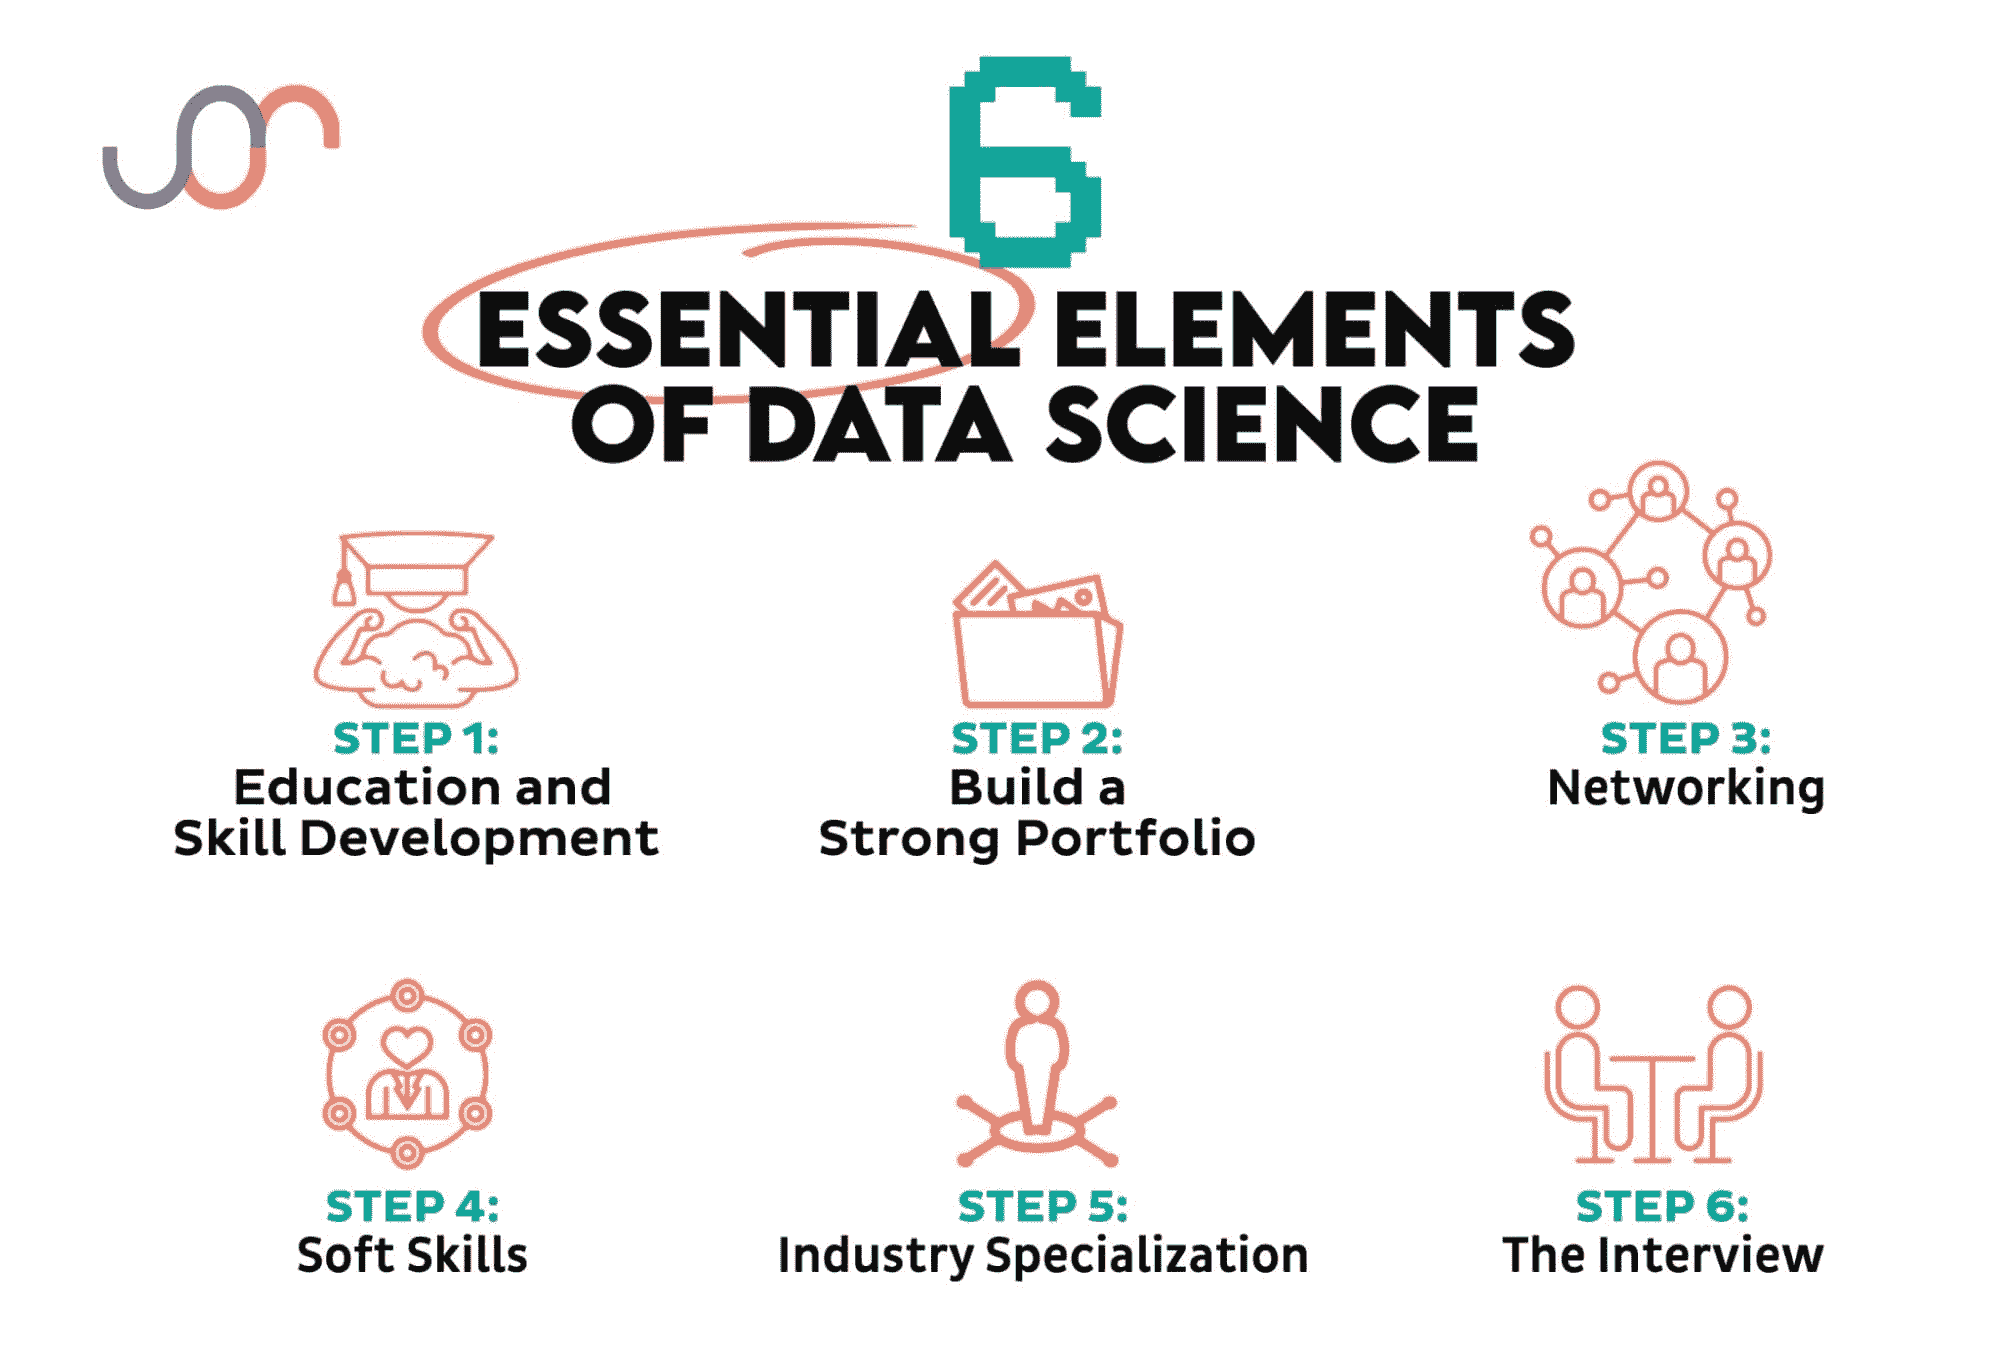 6
ESSENTIAL ELEMENTS
OF DATA SCIENCE
STEP 1:
Education and
Skill Development
STEP 2:
Build a
Strong Portfolio
STEP 3:
Networking
STEP 4:
Soft Skills
STEP 5:
Industry Specialization
STEP 6:
The Interview